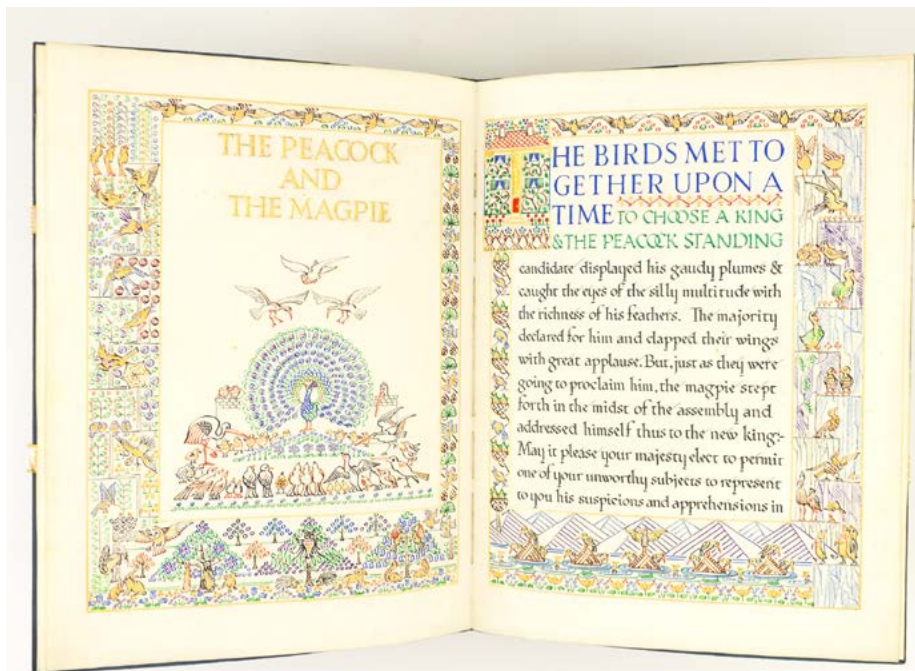 THE PEACOCK
AND
THE MAGPIE
THE BIRDS MET TO
GETHER UPON A
TIME TO CHOOSE A KING
& THE PEACOCK STANDING
candidate displayed his gaudy plumes &
caught the eyes of the silly multitude with
the richness of his feathers. The majority
declared for him and clapped their wings
with great applause. But, just as they were
going to proclaim him, the magpie stept
forth in the midst of the assembly and
addressed himself thus to the new king:-
May it please your majesty elect to permit
one of your unworthy subjects to represent
to you his suspicions and apprehensions in